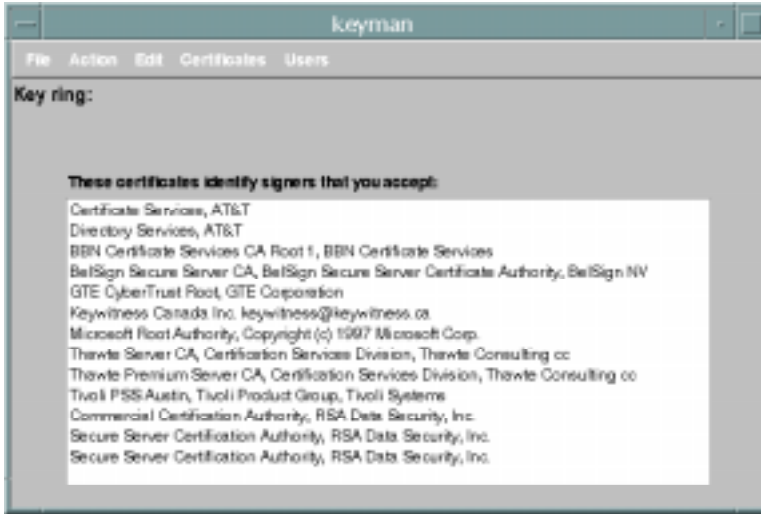 keyman
File Action Edit Certificates Users
Key ring:
These certificates identify signers that you accept:
Certificate Services, AT&T
Directory Services, AT&T
BBN Certificate Services CA Root 1, BBN Certificate Services
BelSign Secure Server CA, BelSign Secure Server Certificate Authority, BelSign NV
GTE CyberTrust Root, GTE Corporation
Keywitness Canada Inc. keywitness@keywitness.ca
Microsoft Root Authority, Copyright (c) 1997 Microsoft Corp.
Thawte Server CA, Certification Services Division, Thawte Consulting cc
Thawte Premium Server CA, Certification Services Division, Thawte Consulting cc
Tivoli PSS Austin, Tivoli Product Group, Tivoli Systems
Commercial Certification Authority, RSA Data Security, Inc.
Secure Server Certification Authority, RSA Data Security, Inc.
Secure Server Certification Authority, RSA Data Security, Inc.